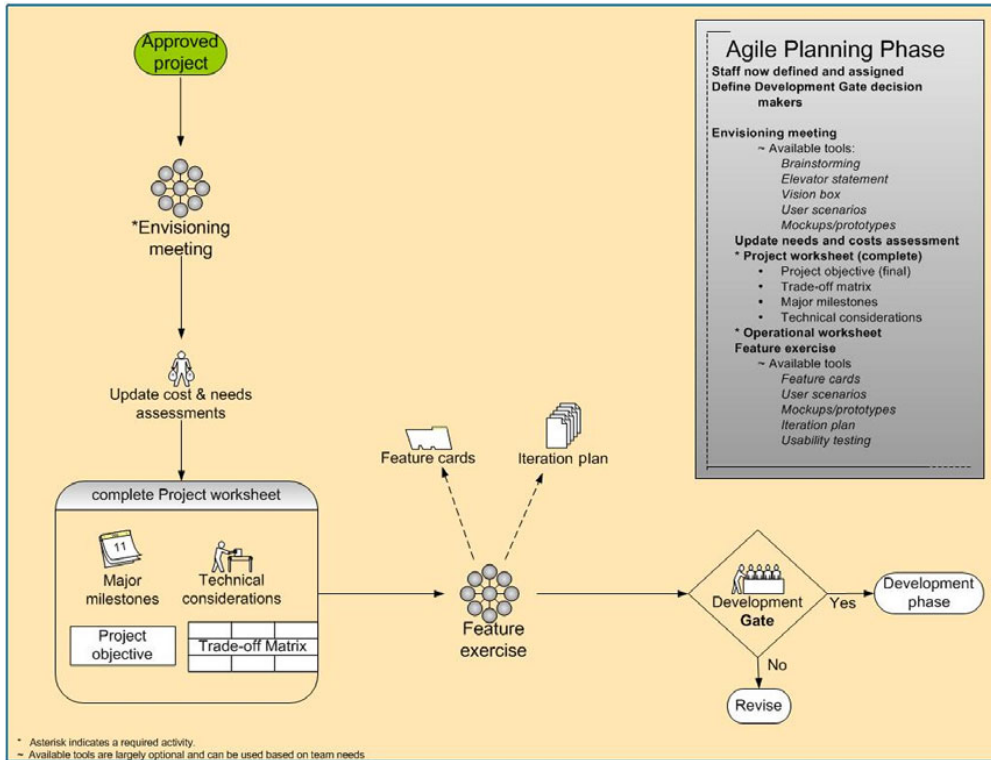 Approved
project
*Envisioning
meeting
Update cost & needs
assessments
complete Project worksheet
11
Major
milestones
Technical
considerations
Project
objective
Trade-off Matrix
Feature cards
Iteration plan
Feature
exercise
Development
Gate
Yes
Development
phase
No
Revise
Agile Planning Phase
Staff now defined and assigned
Define Development Gate decision
makers
Envisioning meeting
~ Available tools:
Brainstorming
Elevator statement
Vision box
User scenarios
Mockups/prototypes
Update needs and costs assessment
* Project worksheet (complete)
• Project objective (final)
• Trade-off matrix
• Major milestones
• Technical considerations
* Operational worksheet
Feature exercise
~ Available tools
Feature cards
User scenarios
Mockups/prototypes
Iteration plan
Usability testing
* Asterisk indicates a required activity.
~ Available tools are largely optional and can be used based on team needs